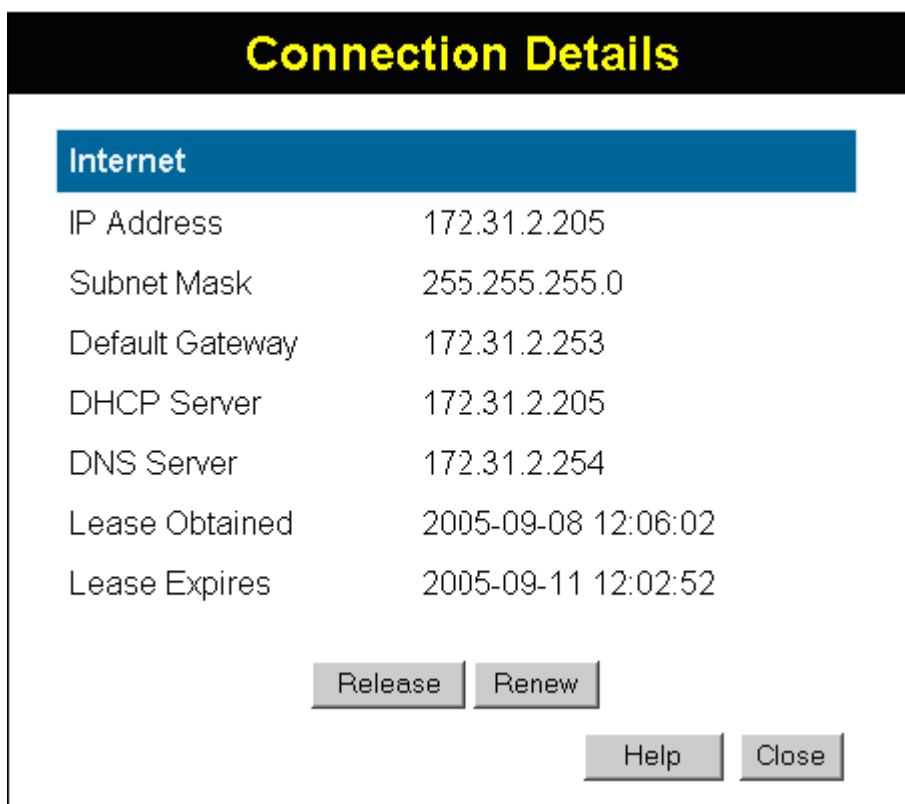 Connection Details
Internet
IP Address 172.31.2.205
Subnet Mask 255.255.255.0
Default Gateway 172.31.2.253
DHCP Server 172.31.2.205
DNS Server 172.31.2.254
Lease Obtained 2005-09-08 12:06:02
Lease Expires 2005-09-11 12:02:52
Release Renew
Help Close